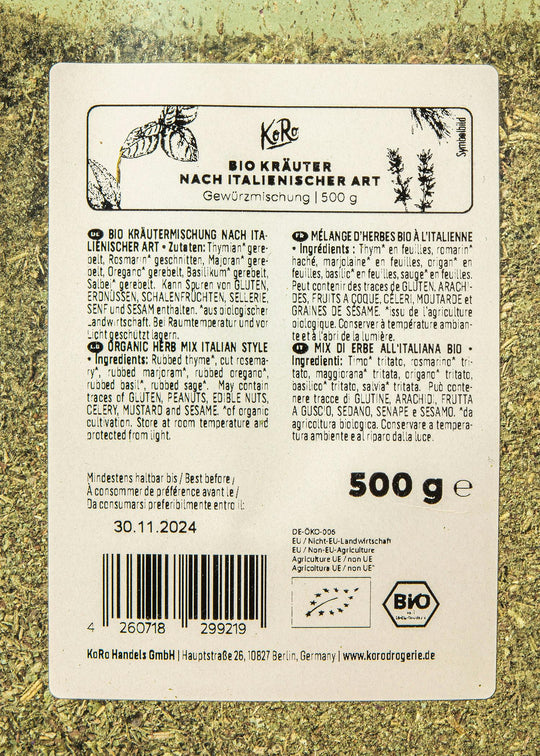 KoRo
Symbolbild
BIO KRÄUTER
NACH ITALIENISCHER ART
Gewürzmischung | 500 g
DE BIO KRÄUTERMISCHUNG NACH ITA-
LIENISCHER ART • Zutaten: Thymian* gere-
belt, Rosmarin* geschnitten, Majoran* gere-
belt, Oregano* gerebelt, Basilikum* gerebelt,
Salbei* gerebelt. Kann Spuren von GLUTEN,
ERDNÜSSEN, SCHALENFRÜCHTEN, SELLERIE,
SENF und SESAM enthalten. *aus biologischer
Landwirtschaft. Bei Raumtemperatur und vor
Licht geschützt lagern.
GB ORGANIC HERB MIX ITALIAN STYLE
• Ingredients: Rubbed thyme*, cut rosema-
ry*, rubbed marjoram*, rubbed oregano*,
rubbed basil*, rubbed sage*. May contain
traces of GLUTEN, PEANUTS, EDIBLE NUTS,
CELERY, MUSTARD and SESAME. *of organic
cultivation. Store at room temperature and
protected from light.
FR MÉLANGE D'HERBES BIO À L'ITALIENNE
• Ingrédients : Thym* en feuilles, romarin*
haché, marjolaine* en feuilles, origan* en
feuilles, basilic* en feuilles, sauge* en feuilles.
Peut contenir des traces de GLUTEN, ARACHI-
DES, FRUITS A COQUE, CÉLERI, MOUTARDE et
GRAINES DE SÉSAME. *issu de l'agriculture
biologique. Conserver à température ambian-
te et à l'abri de la lumière.
IT MIX DI ERBE ALL'ITALIANA BIO •
Ingredienti: Timo* tritato, rosmarino* tri-
tato, maggiorana* tritata, origano* tritato,
basilico* tritato, salvia* tritata. Può conte-
nere tracce di GLUTINE, ARACHIDI, FRUTTA
A GUSCIO, SEDANO, SENAPE e SESAMO. *da
agricoltura biologica. Conservare a tempera-
tura ambiente e al riparo dalla luce.
Mindestens haltbar bis / Best before /
À consommer de préférence avant le /
Da consumarsi preferibilmente entro il:
30.11.2024
500 g e
DE-ÖKO-006
EU / Nicht-EU-Landwirtschaft
EU / Non-EU-Agriculture
Agriculture UE / non UE
Agricoltura UE / non UE
4 260718 299219
Bio
KoRo Handels GmbH | Hauptstraße 26, 10827 Berlin, Germany | www.korodrogerie.de